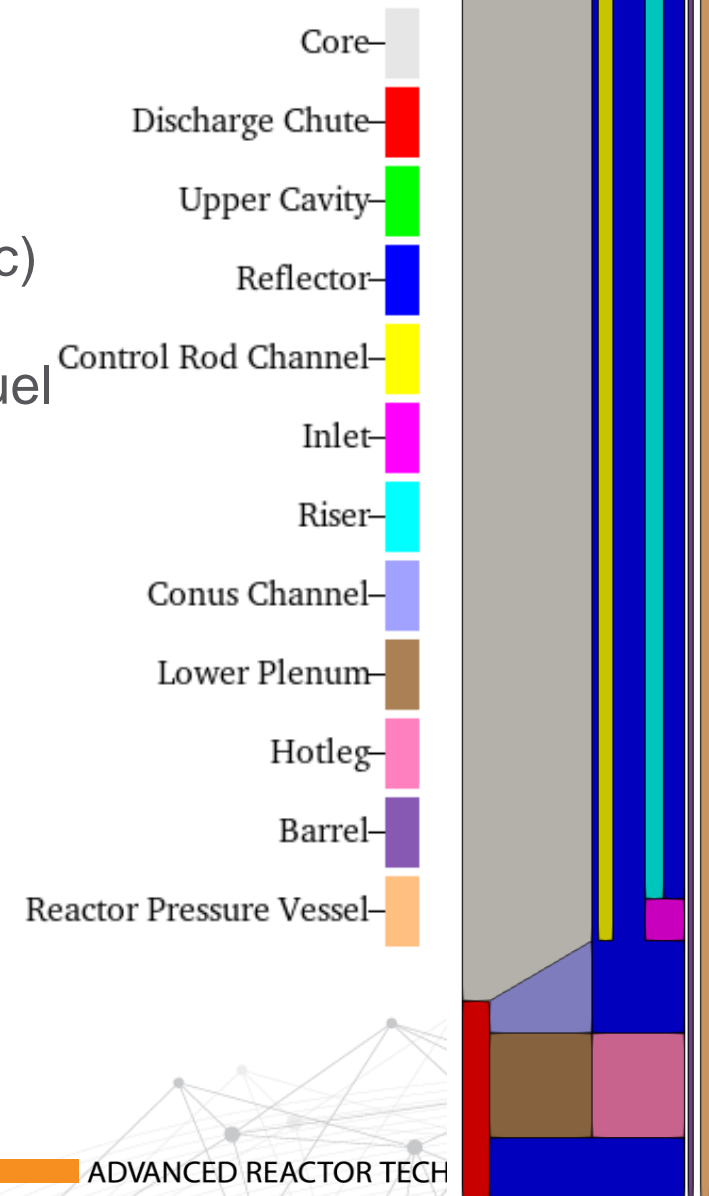 Core
Discharge Chute
Upper Cavity
c)
Reflector
Control Rod Channel
uel
Inlet
Riser
Conus Channel
Lower Plenum
Hotleg
Barrel
Reactor Pressure Vessel
ADVANCED REACTOR TECH